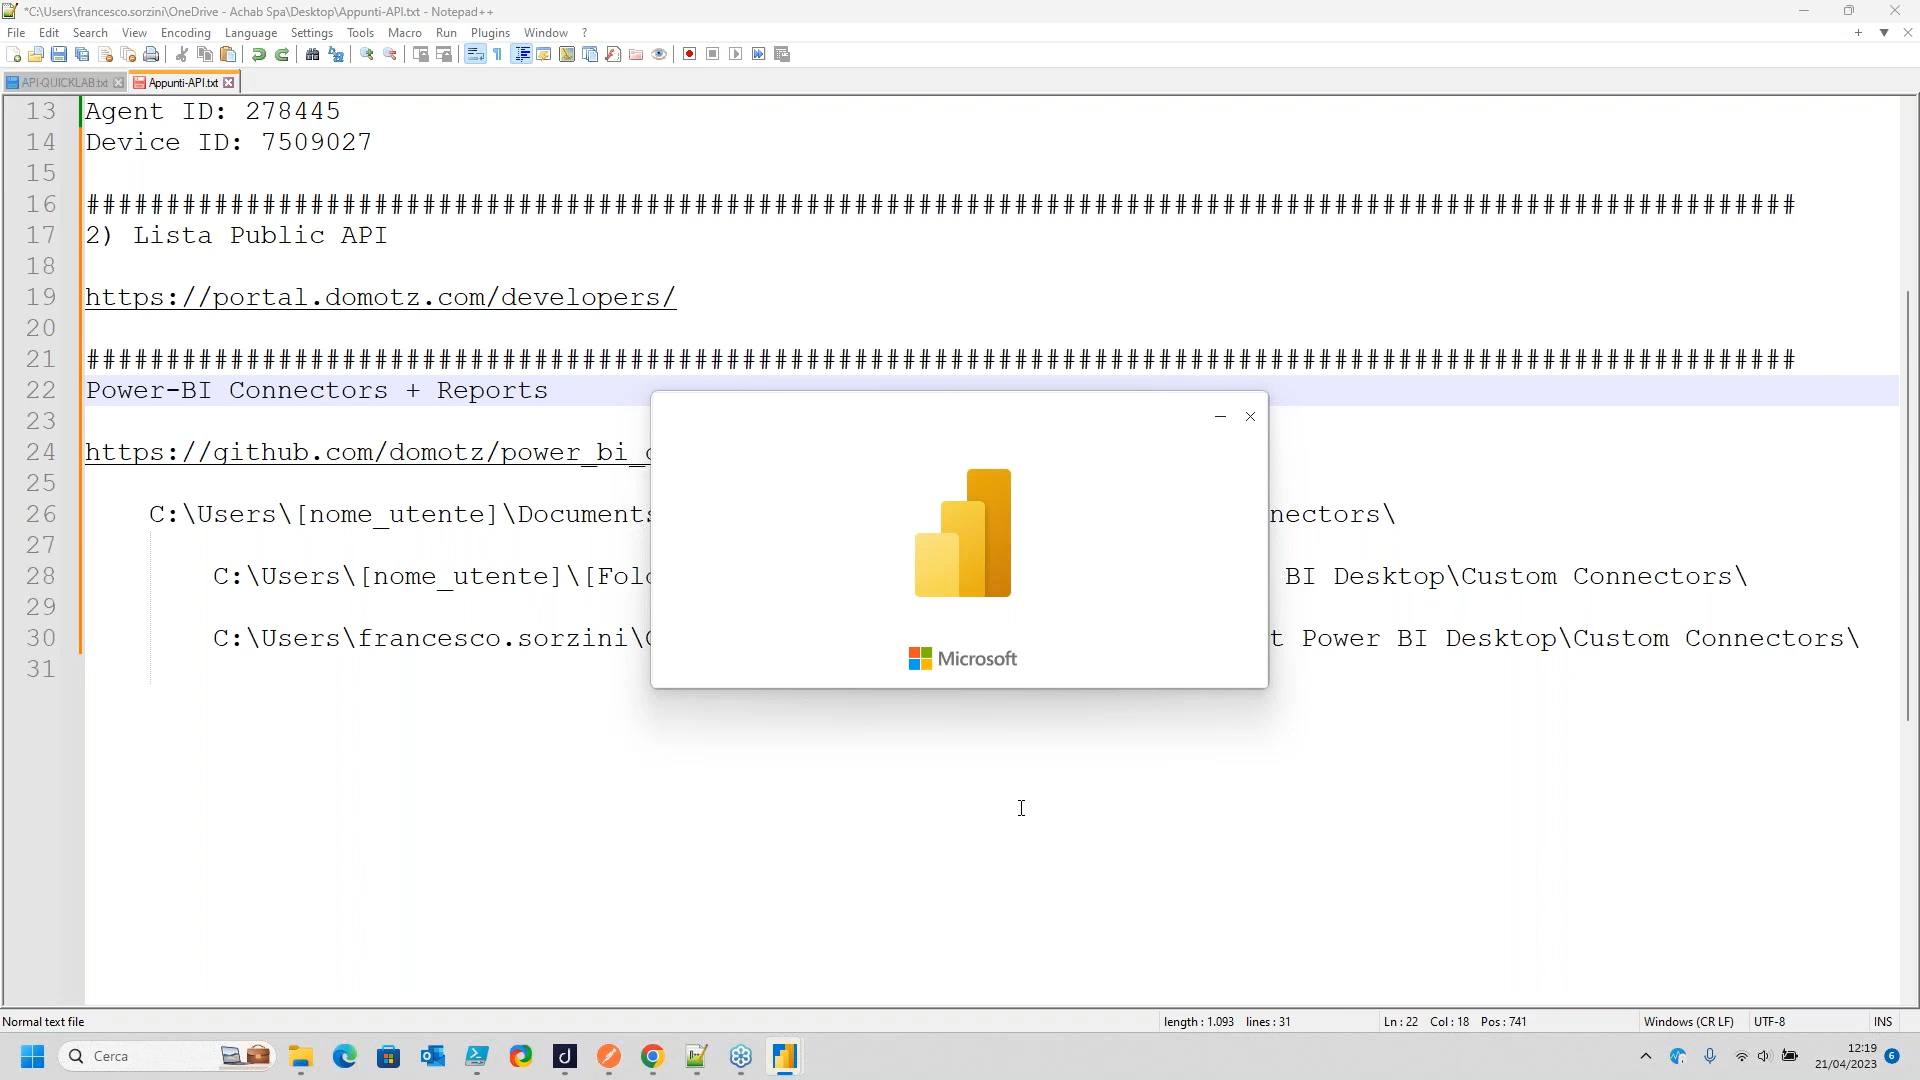 *C:\Users\francesco.sorzini\OneDrive - Achab Spa\Desktop\Appunti-API.txt - Notepad++
File Edit Search View Encoding Language Settings Tools Macro Run Plugins Window ?
API-QUICKLAB.txt Appunti-API.txt
13 Agent ID: 278445
14 Device ID: 7509027
15
16 ###########################################################################################################
17 2) Lista Public API
18
19 https://portal.domotz.com/developers/
20
21 ###########################################################################################################
22 Power-BI Connectors + Reports
23
24 https://github.com/domotz/power_bi_
25
26 C:\Users\[nome_utente]\Documents nectors\
27
28 C:\Users\[nome_utente]\[Fol BI Desktop\Custom Connectors\
29
30 C:\Users\francesco.sorzini\ t Power BI Desktop\Custom Connectors\
31
Microsoft
Normal text file length : 1.093 lines : 31 Ln : 22 Col : 18 Pos : 741 Windows (CR LF) UTF-8 INS
Cerca
12:19
21/04/2023
6